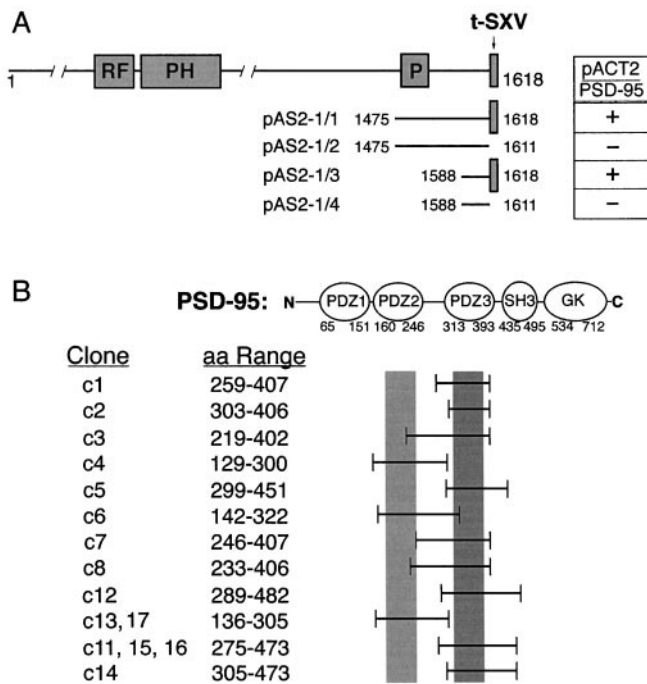 A
t-SXV
1 RF PH P 1618
pACT2
PSD-95
pAS2-1/1 1475 1618 +
pAS2-1/2 1475 1611 –
pAS2-1/3 1588 1618 +
pAS2-1/4 1588 1611 –
B
PSD-95: N PDZ1 PDZ2 PDZ3 SH3 GK C
65 151 160 246 313 393 435 495 534 712
Clone aa Range
c1 259-407
c2 303-406
c3 219-402
c4 129-300
c5 299-451
c6 142-322
c7 246-407
c8 233-406
c12 289-482
c13, 17 136-305
c11, 15, 16 275-473
c14 305-473